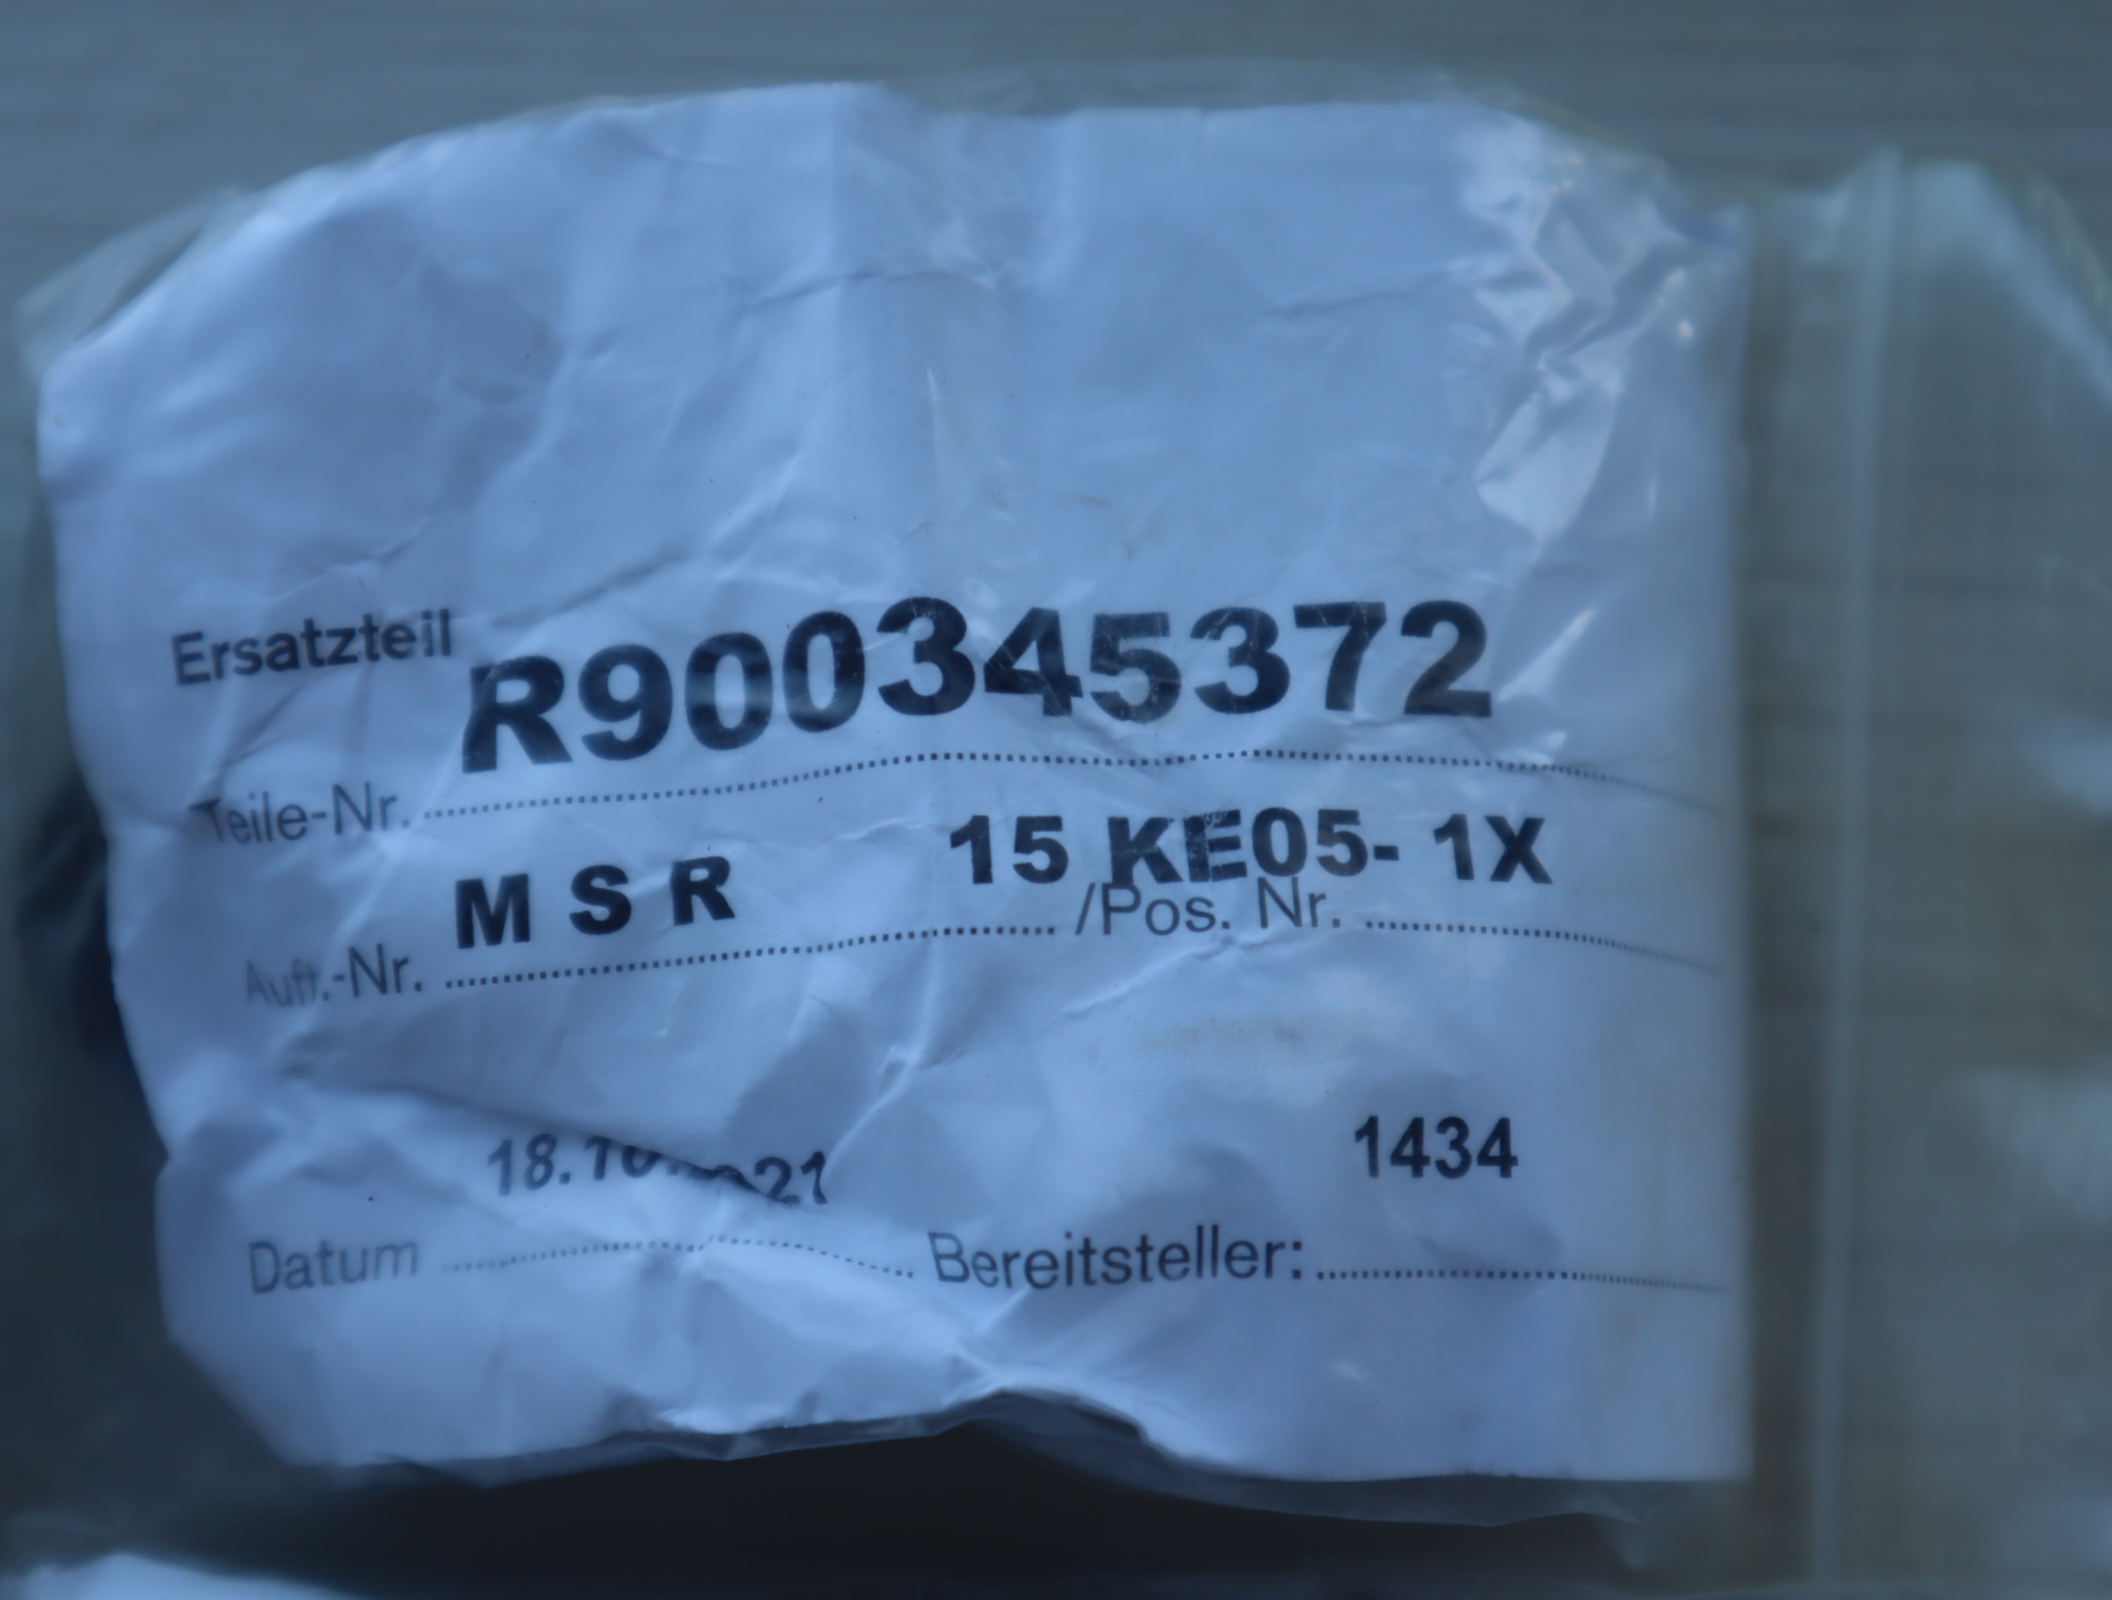 Ersatzteil R900345372
Teile-Nr. ........................
M S R 15 KE05- 1X
Auft.-Nr. ........................ /Pos. Nr. ........................
1434
Datum ........................ Bereitsteller: ........................